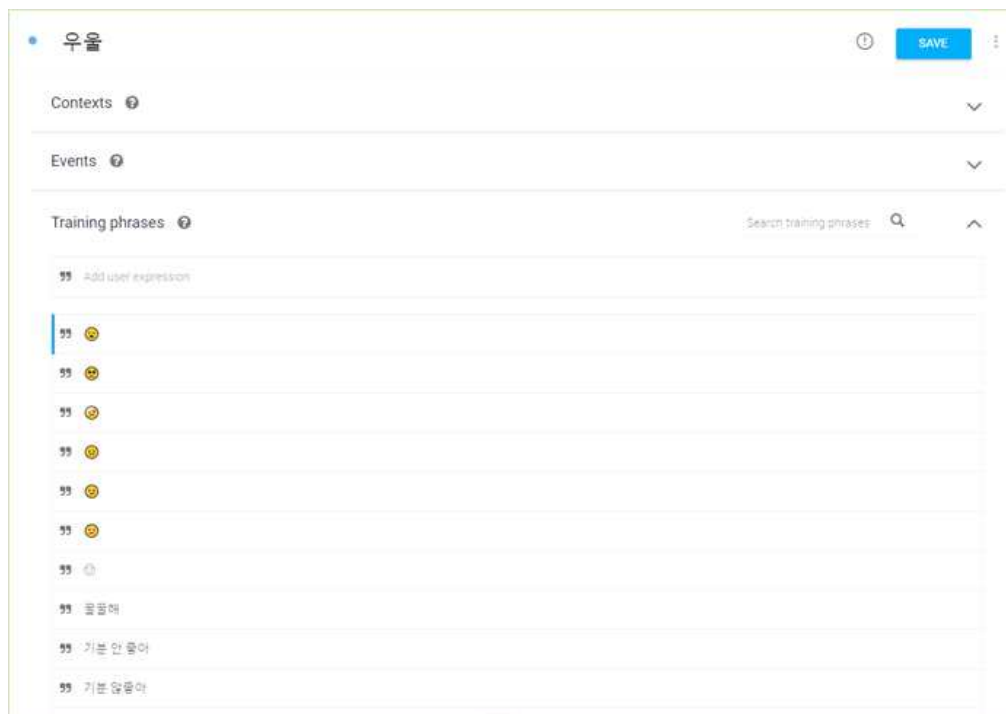 우울
SAVE
Contexts
Events
Training phrases
Search training phrases
Add user expression
꿀꿀해
기분 안 좋아
기분 않좋아